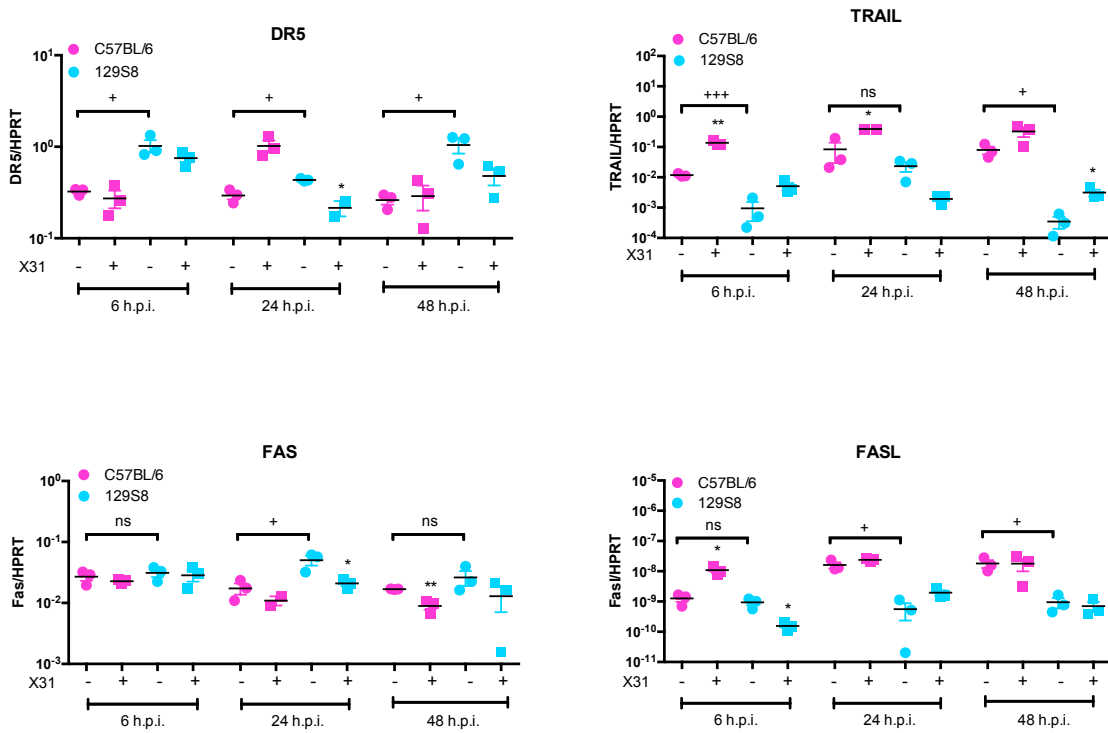 DR5
C57BL/6
129S8
DR5/HPRT
10^1
10^0
10^-1
+ + +
*
X31 - + - + - + - + - + - +
6 h.p.i. 24 h.p.i. 48 h.p.i.
TRAIL
C57BL/6
129S8
TRAIL/HPRT
10^2
10^1
10^0
10^-1
10^-2
10^-3
10^-4
+++ ns +
** * *
X31 - + - + - + - + - + - +
6 h.p.i. 24 h.p.i. 48 h.p.i.
FAS
C57BL/6
129S8
Fas/HPRT
10^0
10^-1
10^-2
10^-3
ns + ns
* **
X31 - + - + - + - + - + - +
6 h.p.i. 24 h.p.i. 48 h.p.i.
FASL
C57BL/6
129S8
Fasl/HPRT
10^-5
10^-6
10^-7
10^-8
10^-9
10^-10
10^-11
ns + +
* *
X31 - + - + - + - + - + - +
6 h.p.i. 24 h.p.i. 48 h.p.i.